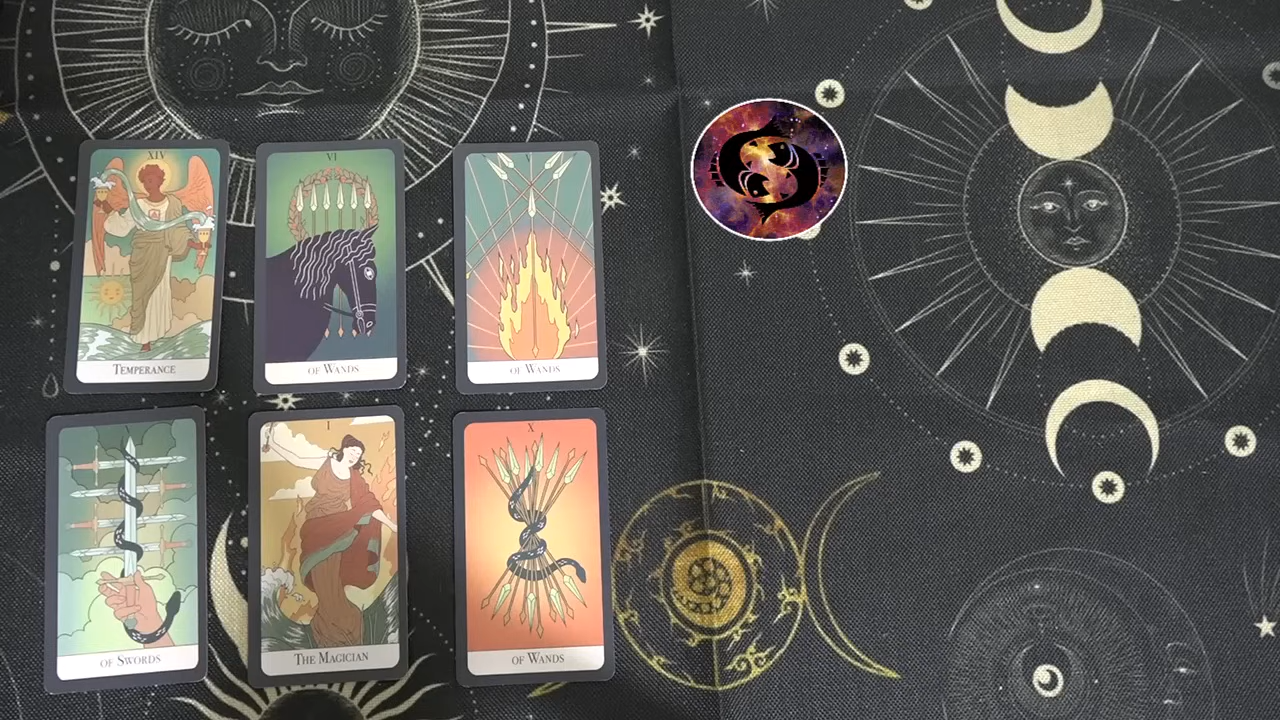 XIV
TEMPERANCE
VI
OF WANDS
V
OF WANDS
OF SWORDS
I
THE MAGICIAN
X
OF WANDS